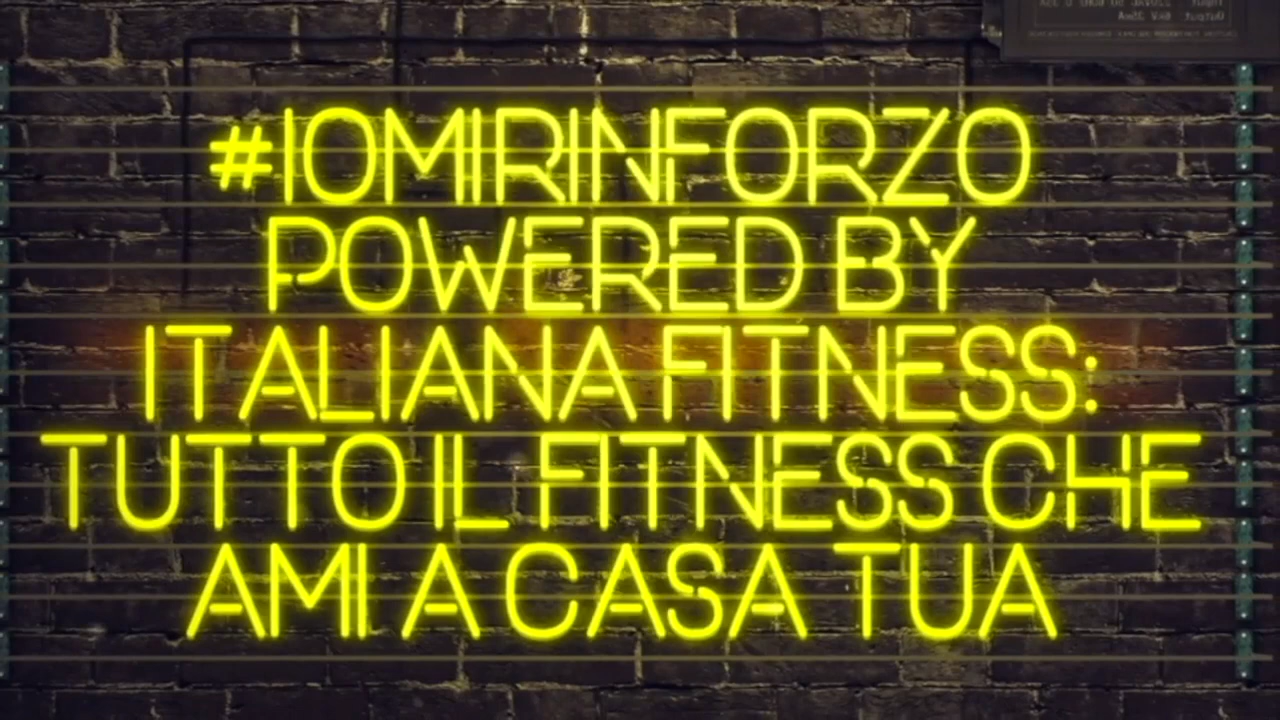 #IOMIRINFORZO
POWERED BY
ITALIANA FITNESS:
TUTTO IL FITNESS CHE
AMI A CASA TUA